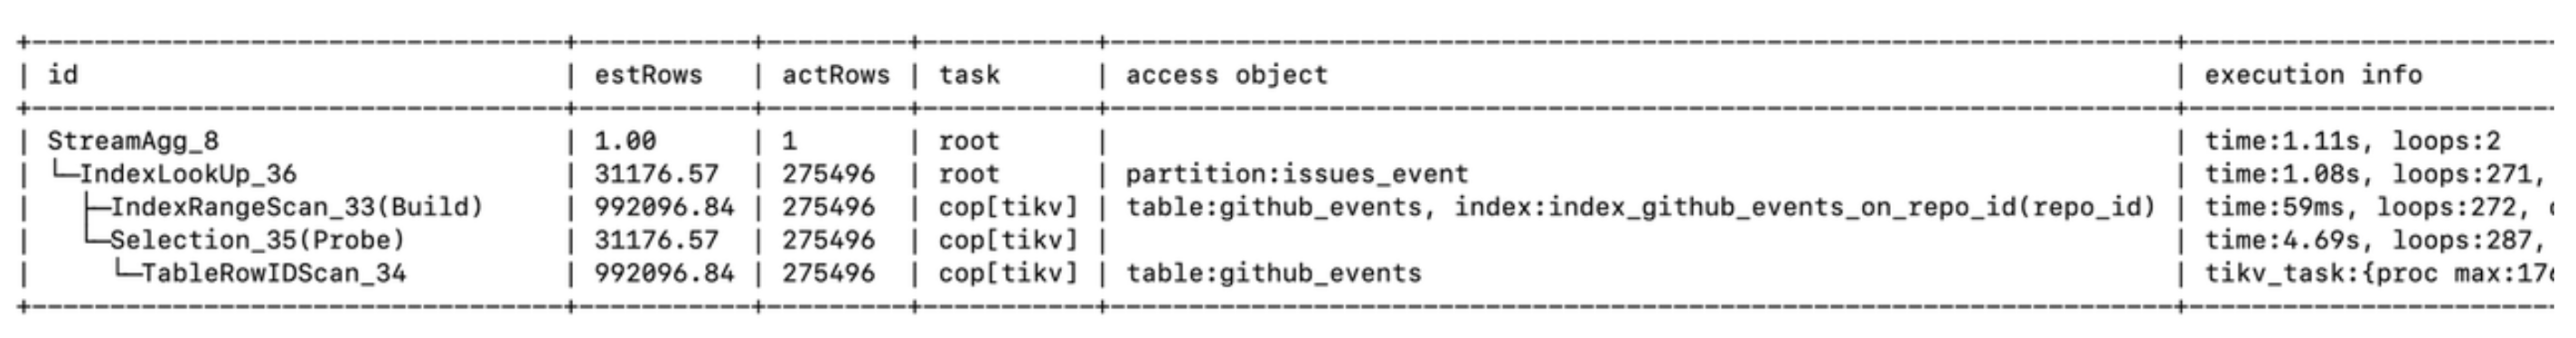 +----------------------------------+-----------+---------+----------+---------------------------------------------------------------------+-----------------------
| id                               | estRows   | actRows | task      | access object                                                       | execution info
+----------------------------------+-----------+---------+----------+---------------------------------------------------------------------+-----------------------
| StreamAgg_8                      | 1.00      | 1       | root      |                                                                     | time:1.11s, loops:2
| └─IndexLookUp_36                 | 31176.57  | 275496  | root      | partition:issues_event                                              | time:1.08s, loops:271,
|   ├─IndexRangeScan_33(Build)     | 992096.84 | 275496  | cop[tikv] | table:github_events, index:index_github_events_on_repo_id(repo_id) | time:59ms, loops:272,
|   └─Selection_35(Probe)          | 31176.57  | 275496  | cop[tikv] |                                                                     | time:4.69s, loops:287,
|     └─TableRowIDScan_34          | 992096.84 | 275496  | cop[tikv] | table:github_events                                                 | tikv_task:{proc max:17
+----------------------------------+-----------+---------+----------+---------------------------------------------------------------------+-----------------------